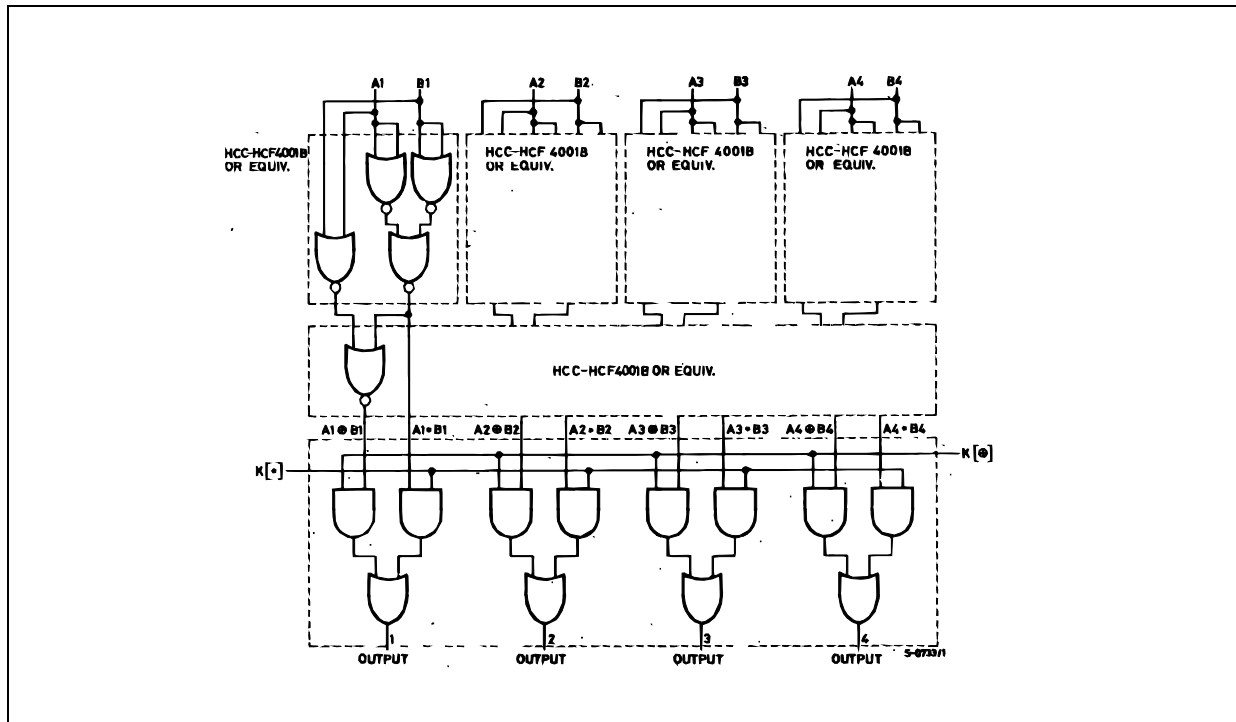 A1 B1 A2 B2 A3 B3 A4 B4
HCC-HCF4001B
OR EQUIV.
HCC-HCF 4001B
OR EQUIV.
HCC-HCF 4001B
OR EQUIV.
HCC-HCF 4001B
OR EQUIV.
HCC-HCF4001B OR EQUIV.
A1⊕B1 A1•B1 A2⊕B2 A2•B2 A3⊕B3 A3•B3 A4⊕B4 A4•B4
K[⊕]
K[•]
1 2 3 4
OUTPUT OUTPUT OUTPUT OUTPUT
S-0733/1